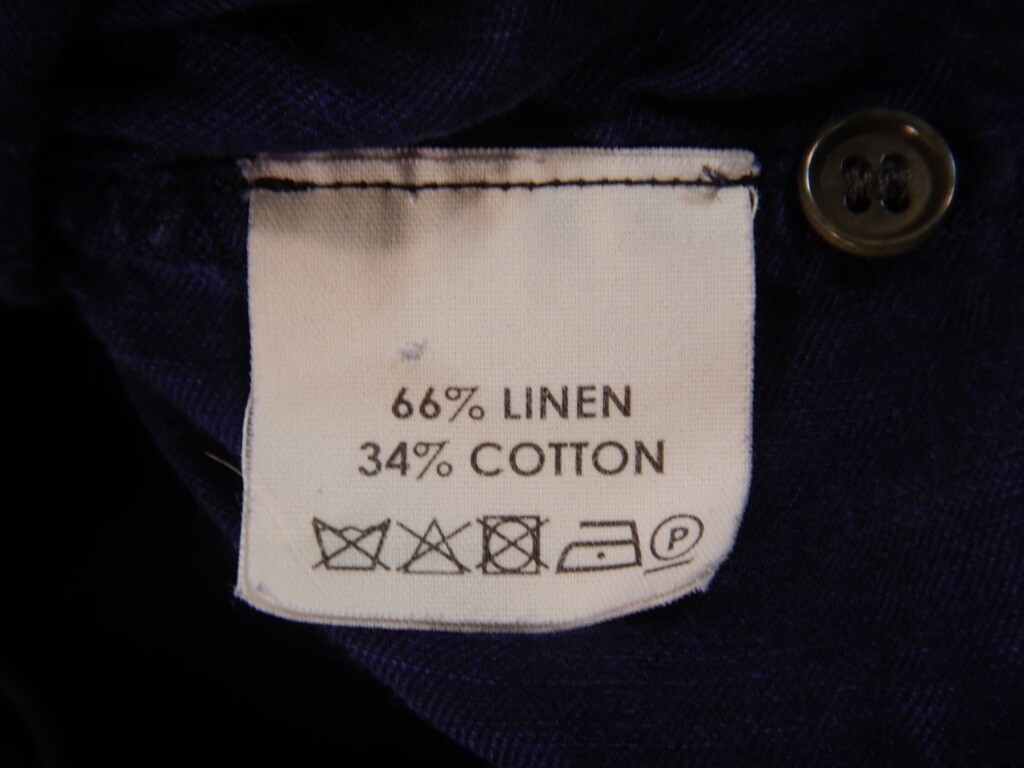 66% LINEN
34% COTTON
P